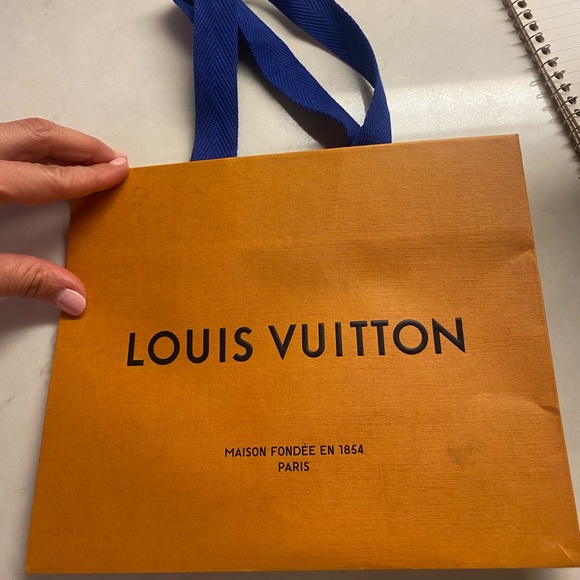 LOUIS VUITTON
MAISON FONDÉE EN 1854
PARIS